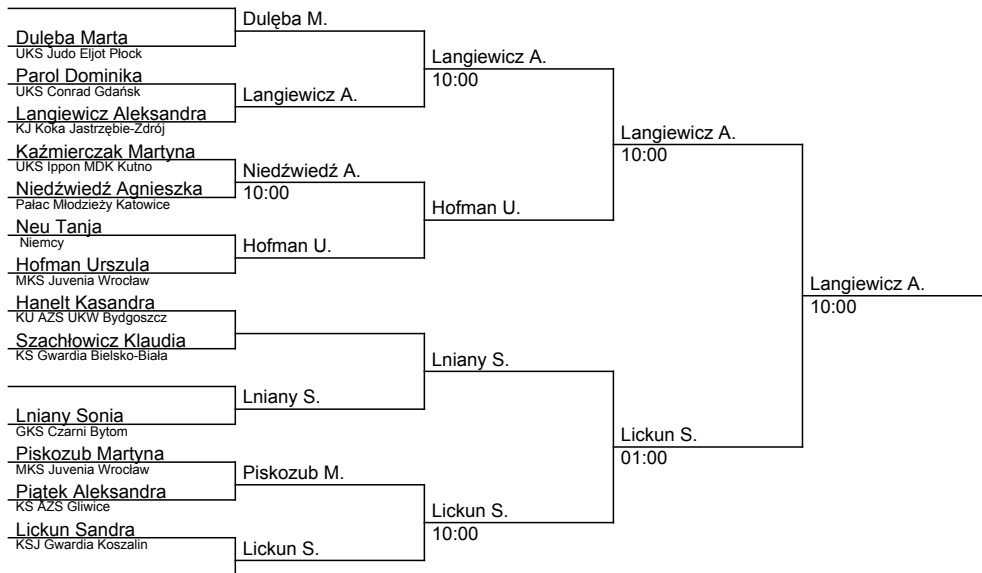 Dulęba Marta
UKS Judo Eljot Płock
Parol Dominika
UKS Conrad Gdańsk
Langiewicz Aleksandra
KJ Koka Jastrzębie-Zdrój
Kaźmierczak Martyna
UKS Ippon MDK Kutno
Niedźwiedź Agnieszka
Pałac Młodzieży Katowice
Neu Tanja
Niemcy
Hofman Urszula
MKS Juvenia Wrocław
Hanelt Kasandra
KU AZS UKW Bydgoszcz
Szachłowicz Klaudia
KS Gwardia Bielsko-Biała
Lniany Sonia
GKS Czarni Bytom
Piskozub Martyna
MKS Juvenia Wrocław
Piątek Aleksandra
KS AZS Gliwice
Lickun Sandra
KSJ Gwardia Koszalin
Dulęba M.
Langiewicz A.
Niedźwiedź A.
10:00
Hofman U.
Lniany S.
Piskozub M.
Lickun S.
Langiewicz A.
10:00
Hofman U.
Lniany S.
Lickun S.
10:00
Langiewicz A.
10:00
Lickun S.
01:00
Langiewicz A.
10:00